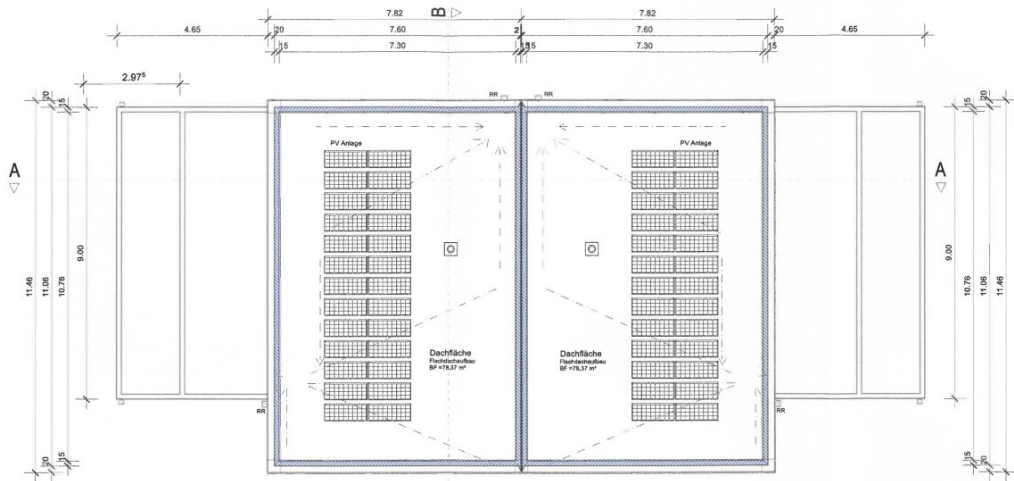 7.82
B
7.82
4.65
20
7.60
2
7.60
20
4.65
15
7.30
15
15
7.30
15
2.97⁵
20
15
RR
RR
15
20
A
PV Anlage
PV Anlage
A
9.00
10.76
11.06
11.46
9.00
10.76
11.06
11.46
Dachfläche
Flachdachaufbau
BF =78,37 m²
Dachfläche
Flachdachaufbau
BF =78,37 m²
RR
RR
15
20
15
20